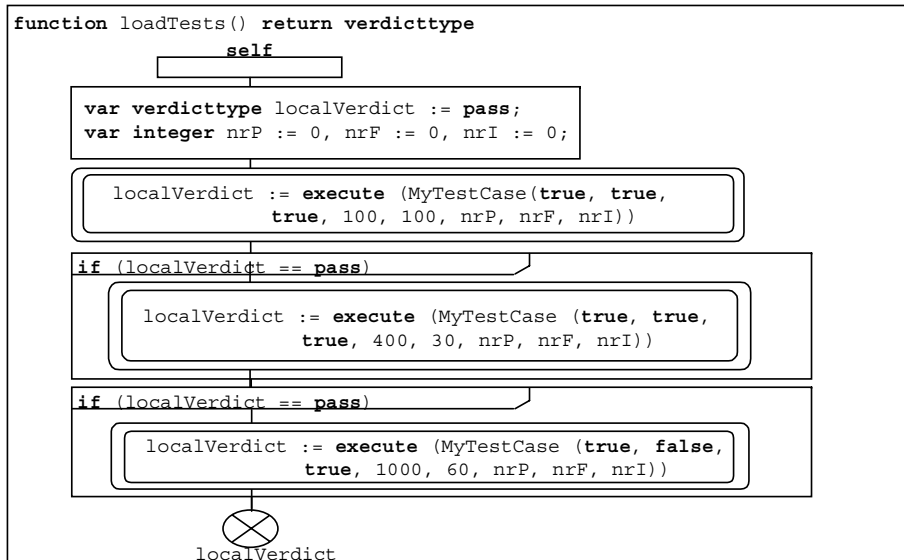 function loadTests() return verdicttype
self
var verdicttype localVerdict := pass;
var integer nrP := 0, nrF := 0, nrI := 0;
localVerdict := execute (MyTestCase(true, true,
true, 100, 100, nrP, nrF, nrI))
if (localVerdict == pass)
localVerdict := execute (MyTestCase (true, true,
true, 400, 30, nrP, nrF, nrI))
if (localVerdict == pass)
localVerdict := execute (MyTestCase (true, false,
true, 1000, 60, nrP, nrF, nrI))
localVerdict